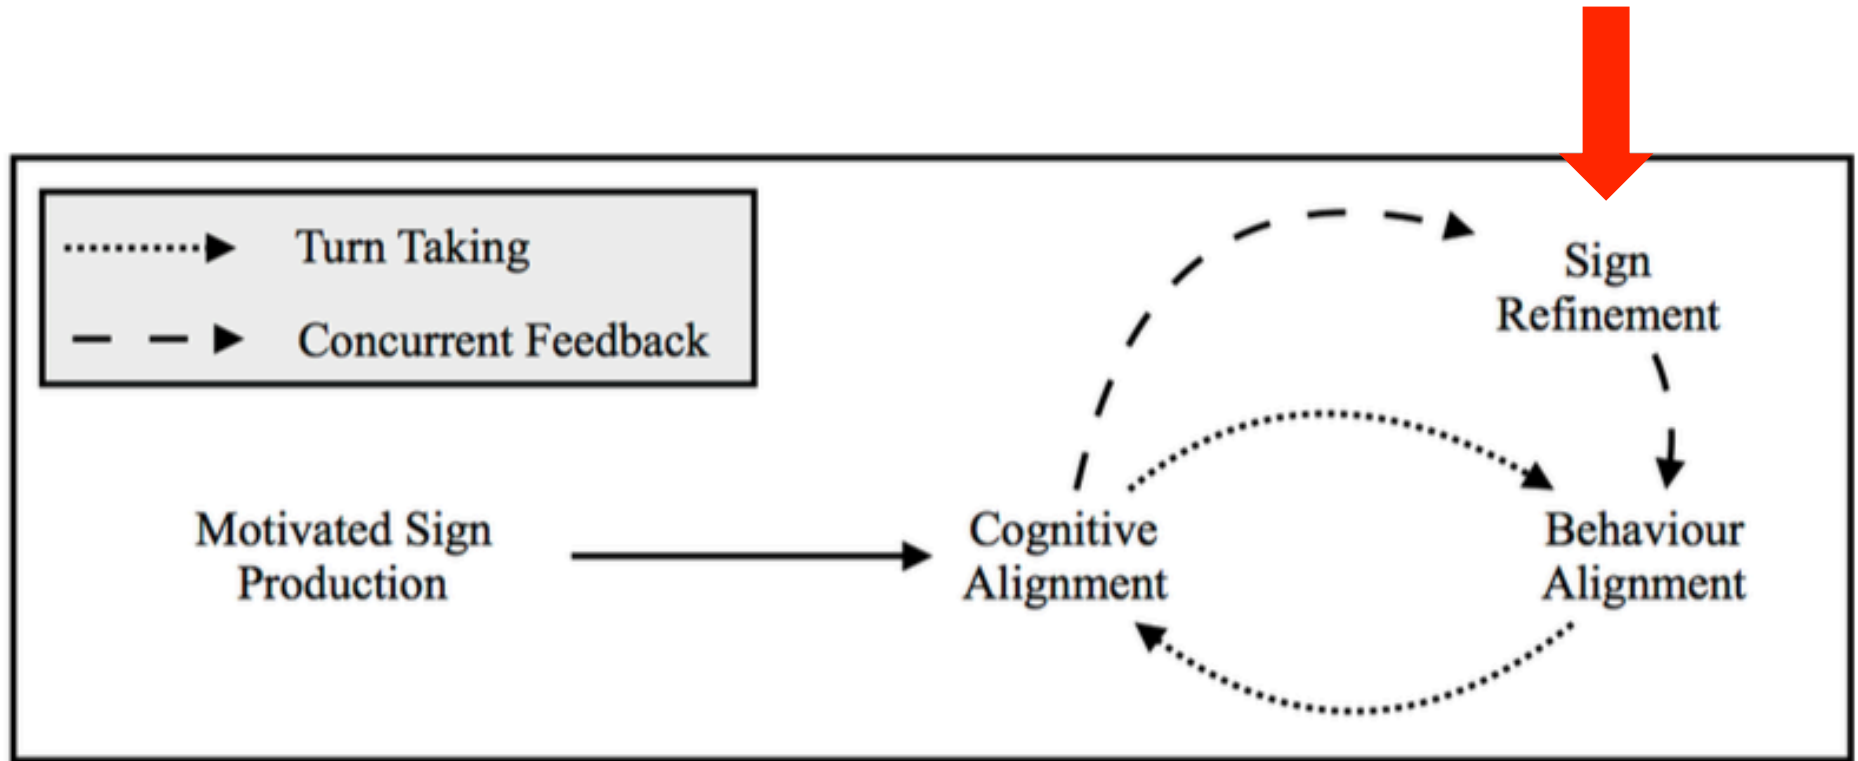 Turn Taking
Concurrent Feedback
Sign
Refinement
Motivated Sign
Production
Cognitive
Alignment
Behaviour
Alignment